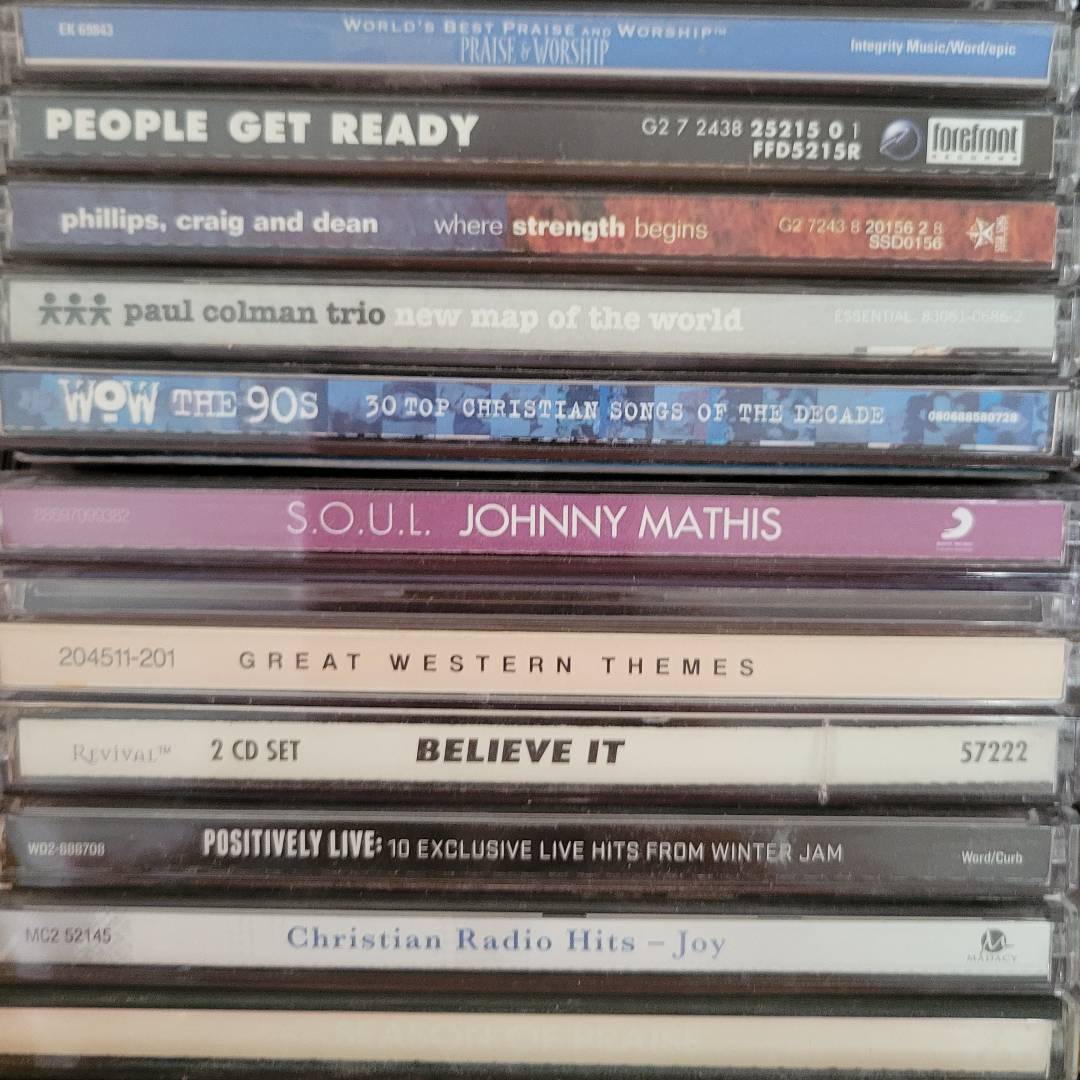 EK 69843 WORLD'S BEST PRAISE AND WORSHIP™
PRAISE & WORSHIP Integrity Music/Word/epic
PEOPLE GET READY G2 7 2438 25215 0 1
FFD5215R forefront
RECORDS
phillips, craig and dean where strength begins G2 7243 8 20156 2 8
SSD0156
paul colman trio new map of the world ESSENTIAL 83061-0686-2
WOW THE 90S 30 TOP CHRISTIAN SONGS OF THE DECADE 080688580728
88697099382 S.O.U.L. JOHNNY MATHIS
204511-201 GREAT WESTERN THEMES
REVIVAL™ 2 CD SET BELIEVE IT 57222
WD2-888708 POSITIVELY LIVE: 10 EXCLUSIVE LIVE HITS FROM WINTER JAM Word/Curb
MC2 52145 Christian Radio Hits – Joy MADACY